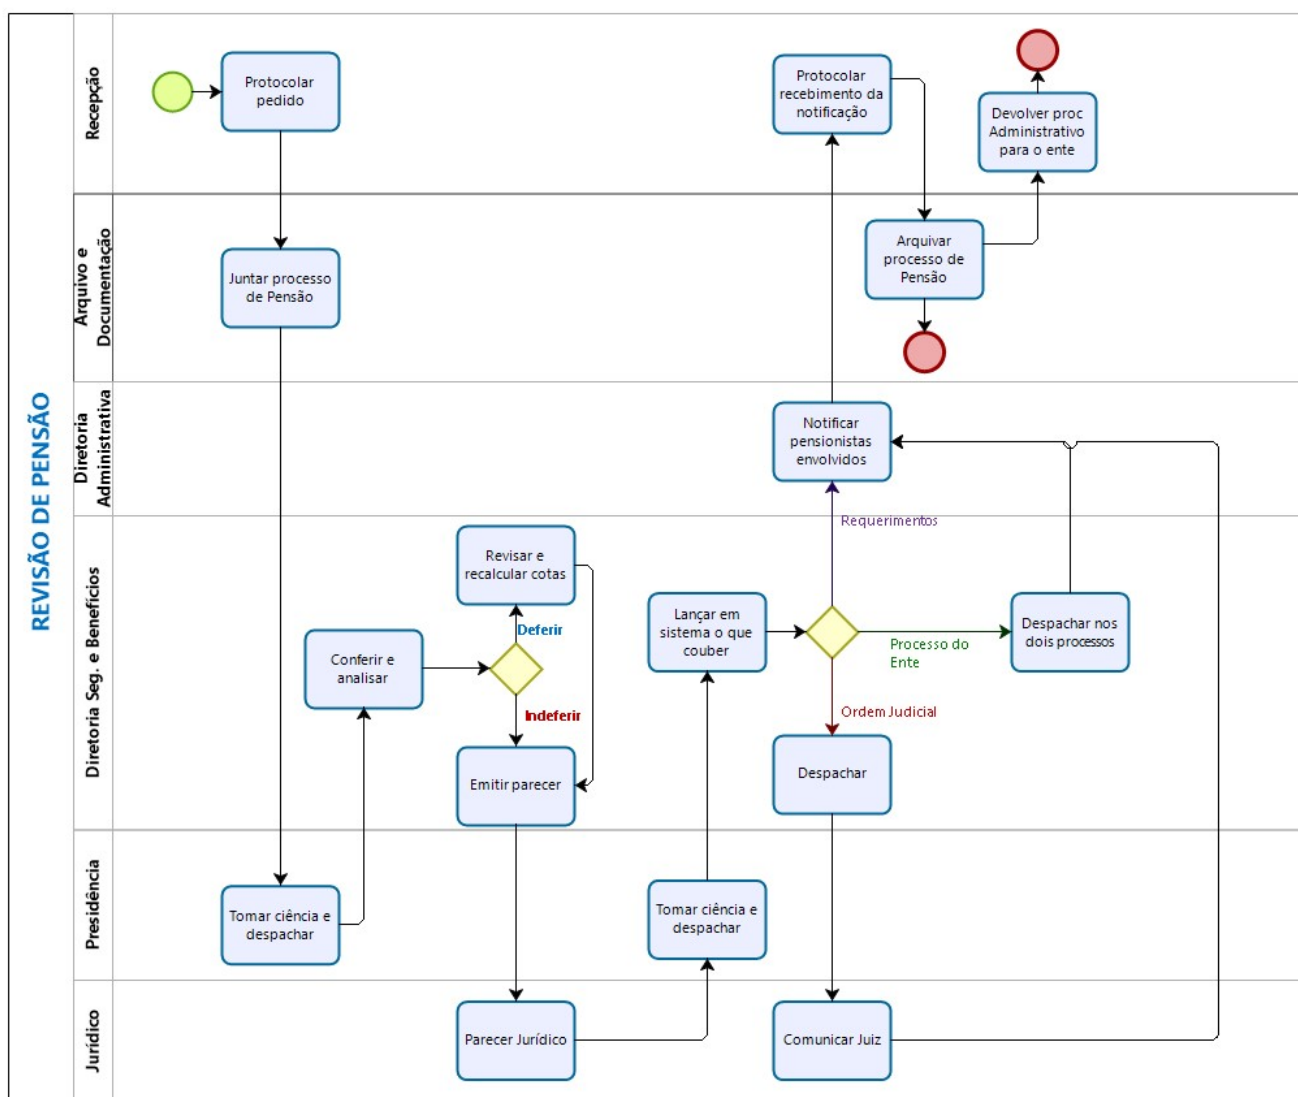 REVISÃO DE PENSÃO
Recepção
Protocolar
pedido
Protocolar
recebimento da
notificação
Devolver proc
Administrativo
para o ente
Arquivo e
Documentação
Juntar processo
de Pensão
Arquivar
processo de
Pensão
Diretoria
Administrativa
Notificar
pensionistas
envolvidos
Requerimentos
Diretoria Seg. e Benefícios
Revisar e
recalcular cotas
Deferir
Conferir e
analisar
Indeferir
Emitir parecer
Lançar em
sistema o que
couber
Processo do
Ente
Despachar nos
dois processos
Ordem Judicial
Despachar
Presidência
Tomar ciência e
despachar
Tomar ciência e
despachar
Jurídico
Parecer Jurídico
Comunicar Juiz